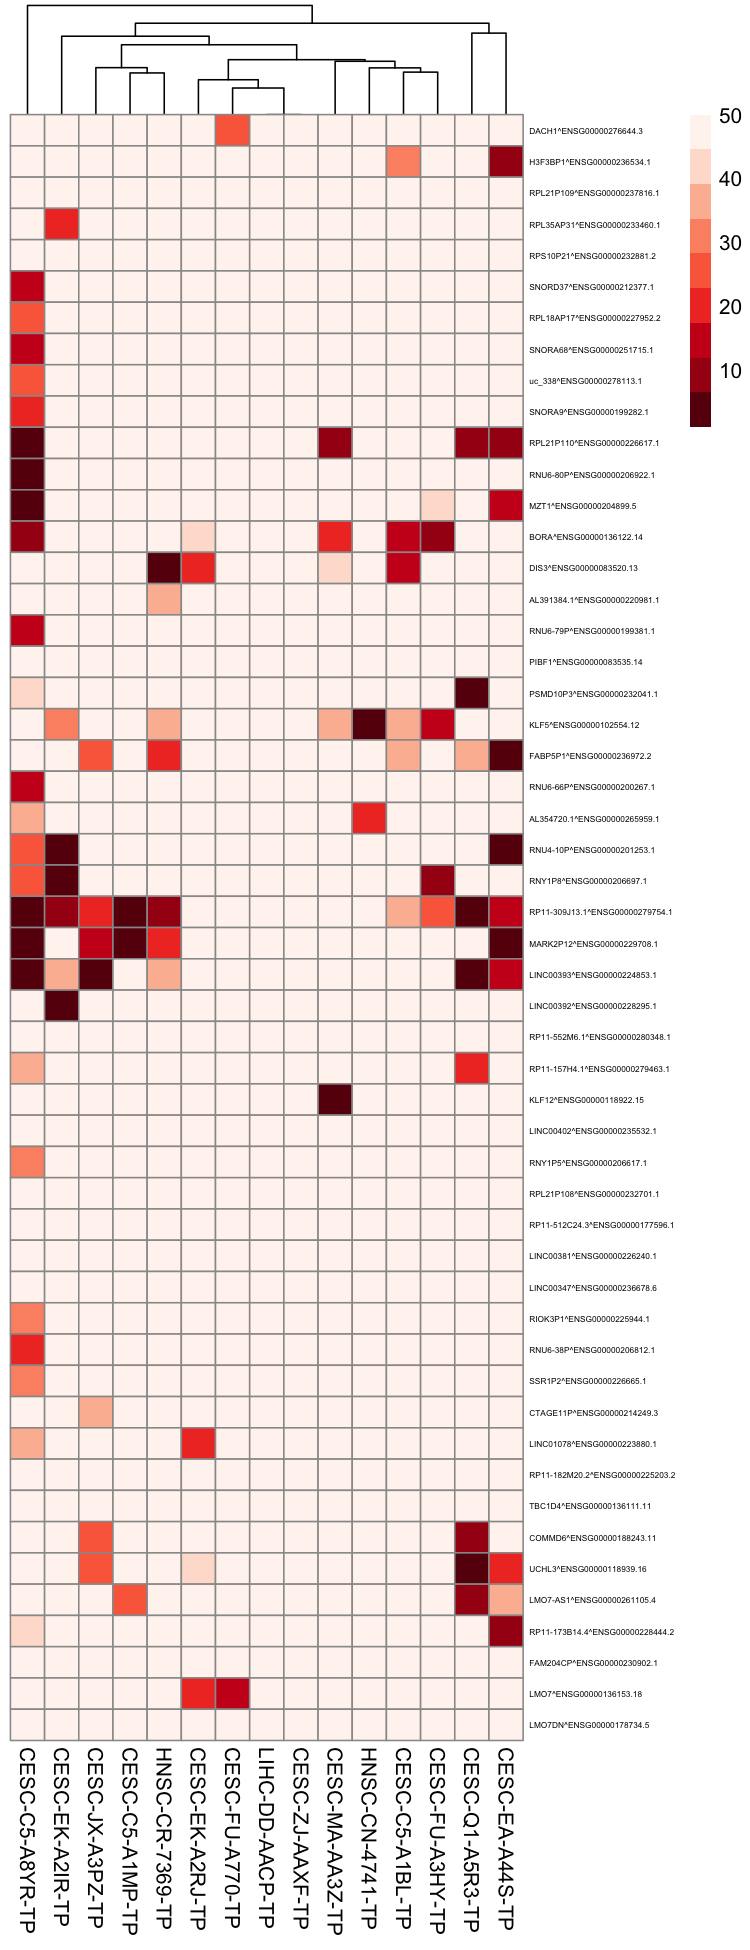 50
40
30
20
10
DACH1^ENSG00000276644.3
H3F3BP1^ENSG00000236534.1
RPL21P109^ENSG00000237816.1
RPL35AP31^ENSG00000233460.1
RPS10P21^ENSG00000232881.2
SNORD37^ENSG00000212377.1
RPL18AP17^ENSG00000227952.2
SNORA68^ENSG00000251715.1
uc_338^ENSG00000278113.1
SNORA9^ENSG00000199282.1
RPL21P110^ENSG00000226617.1
RNU6-80P^ENSG00000206922.1
MZT1^ENSG00000204899.5
BORA^ENSG00000136122.14
DIS3^ENSG00000083520.13
AL391384.1^ENSG00000220981.1
RNU6-79P^ENSG00000199381.1
PIBF1^ENSG00000083535.14
PSMD10P3^ENSG00000232041.1
KLF5^ENSG00000102554.12
FABP5P1^ENSG00000236972.2
RNU6-66P^ENSG00000200267.1
AL354720.1^ENSG00000265959.1
RNU4-10P^ENSG00000201253.1
RNY1P8^ENSG00000206697.1
RP11-309J13.1^ENSG00000279754.1
MARK2P12^ENSG00000229708.1
LINC00393^ENSG00000224853.1
LINC00392^ENSG00000228295.1
RP11-552M6.1^ENSG00000280348.1
RP11-157H4.1^ENSG00000279463.1
KLF12^ENSG00000118922.15
LINC00402^ENSG00000235532.1
RNY1P5^ENSG00000206617.1
RPL21P108^ENSG00000232701.1
RP11-512C24.3^ENSG00000177596.1
LINC00381^ENSG00000226240.1
LINC00347^ENSG00000236678.6
RIOK3P1^ENSG00000225944.1
RNU6-38P^ENSG00000206812.1
SSR1P2^ENSG00000226665.1
CTAGE11P^ENSG00000214249.3
LINC01078^ENSG00000223880.1
RP11-182M20.2^ENSG00000225203.2
TBC1D4^ENSG00000136111.11
COMMD6^ENSG00000188243.11
UCHL3^ENSG00000118939.16
LMO7-AS1^ENSG00000261105.4
RP11-173B14.4^ENSG00000228444.2
FAM204CP^ENSG00000230902.1
LMO7^ENSG00000136153.18
LMO7DN^ENSG00000178734.5
CESC-C5-A8YR-TP
CESC-EK-A2IR-TP
CESC-JX-A3PZ-TP
CESC-C5-A1MP-TP
HNSC-CR-7369-TP
CESC-EK-A2RJ-TP
CESC-FU-A770-TP
LIHC-DD-AACP-TP
CESC-ZJ-AAXF-TP
CESC-MA-AA3Z-TP
HNSC-CN-4741-TP
CESC-C5-A1BL-TP
CESC-FU-A3HY-TP
CESC-Q1-A5R3-TP
CESC-EA-A44S-TP